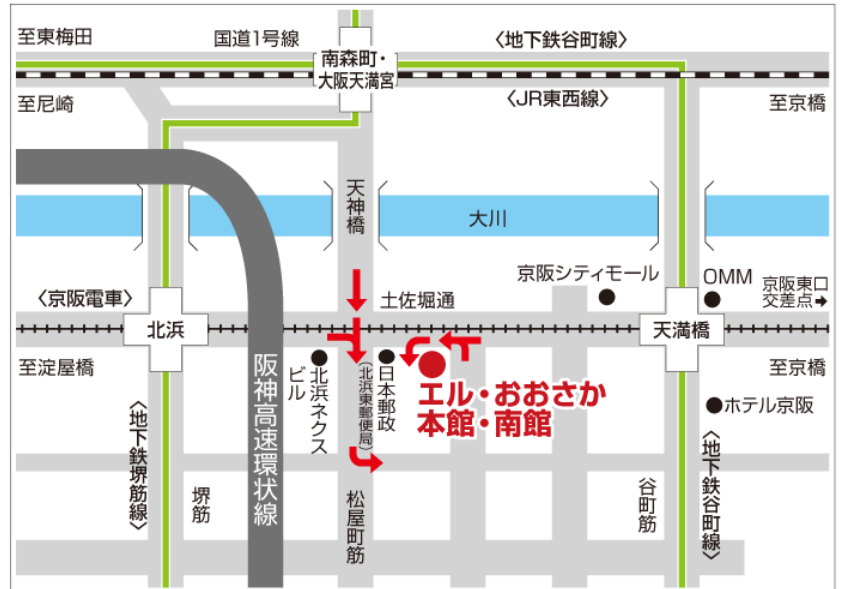 至東梅田
国道1号線
〈地下鉄谷町線〉
南森町・
大阪天満宮
至尼崎
〈JR東西線〉
至京橋
天神橋
大川
京阪シティモール
OMM
京阪東口
交差点➡
〈京阪電車〉
土佐堀通
北浜
天満橋
至淀屋橋
至京橋
阪神高速環状線
北浜ネクス
ビル
(北浜東郵便局)
日本郵政
エル・おおさか
本館・南館
ホテル京阪
〈地下鉄堺筋線〉
堺筋
松屋町筋
谷町筋
〈地下鉄谷町線〉